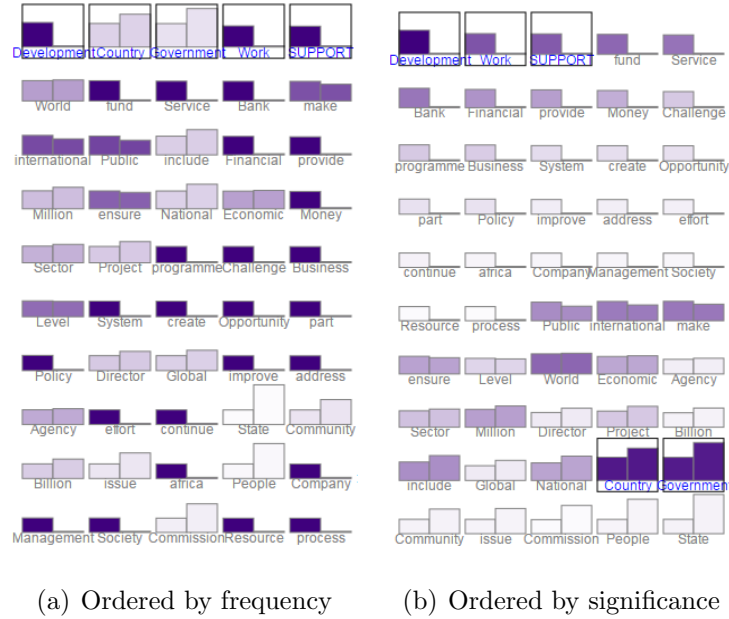 Development Country Government Work SUPPORT
World fund Service Bank make
international Public include Financial provide
Million ensure National Economic Money
Sector Project programme Challenge Business
Level System create Opportunity part
Policy Director Global improve address
Agency effort continue State Community
Billion issue africa People Company
Management Society Commission Resource process
(a) Ordered by frequency
Development Work SUPPORT fund Service
Bank Financial provide Money Challenge
programme Business System create Opportunity
part Policy improve address effort
continue africa Company Management Society
Resource process Public international make
ensure Level World Economic Agency
Sector Million Director Project Billion
include Global National Country Government
Community issue Commission People State
(b) Ordered by significance